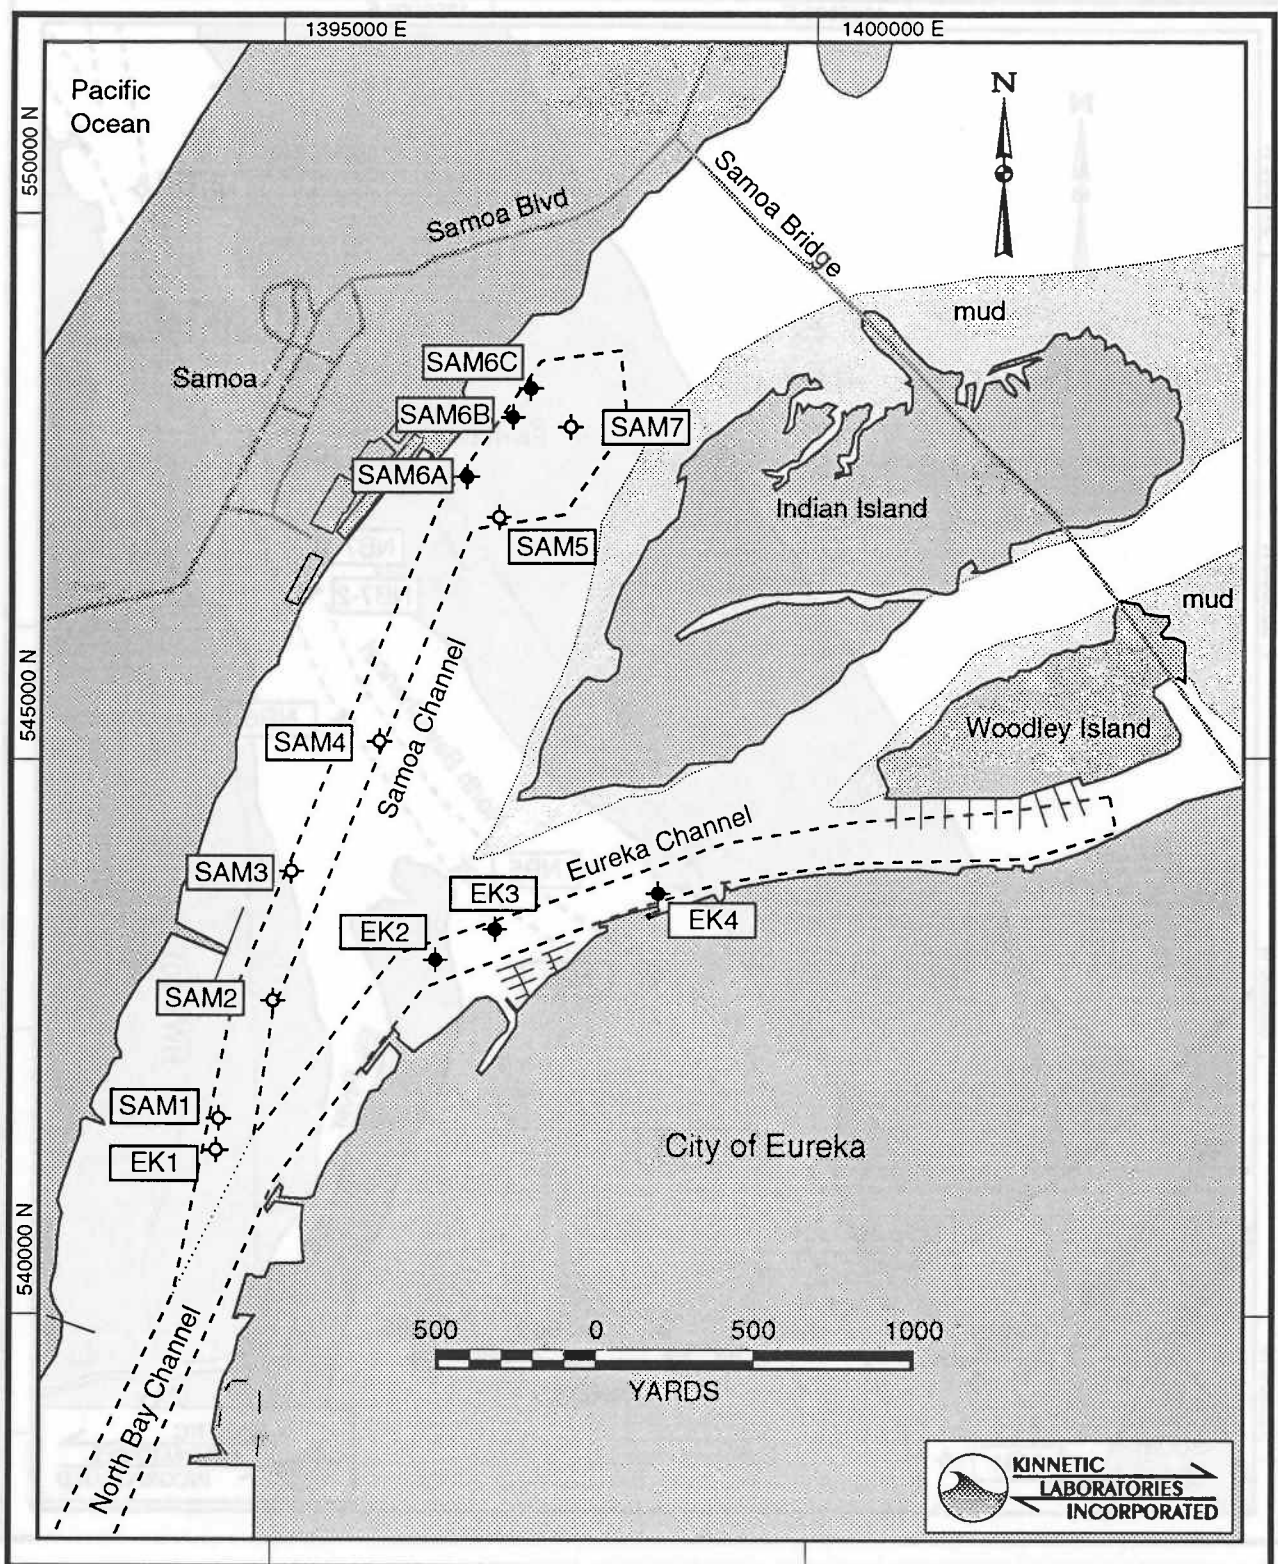 1395000 E
1400000 E
Pacific
Ocean
N
550000 N
Samoa Bridge
Samoa Blvd
mud
SAM6C
Samoa
SAM6B
SAM7
SAM6A
Indian Island
SAM5
mud
545000 N
Samoa Channel
Woodley Island
SAM4
Eureka Channel
SAM3
EK3
EK2
EK4
SAM2
SAM1
City of Eureka
EK1
540000 N
North Bay Channel
500 0 500 1000
YARDS
KINNETIC
LABORATORIES
INCORPORATED